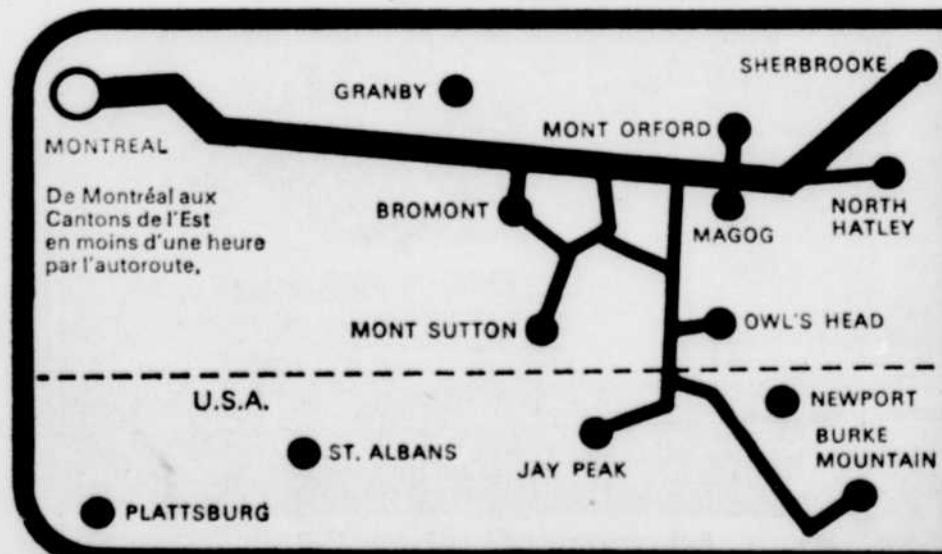 SHERBROOKE
GRANBY
MONT ORFORD
MONTREAL
De Montréal aux
Cantons de l'Est
en moins d'une heure
par l'autoroute.
BROMONT
MAGOG
NORTH
HATLEY
MONT SUTTON
OWL'S HEAD
U.S.A.
NEWPORT
ST. ALBANS
JAY PEAK
BURKE
MOUNTAIN
PLATTSBURG